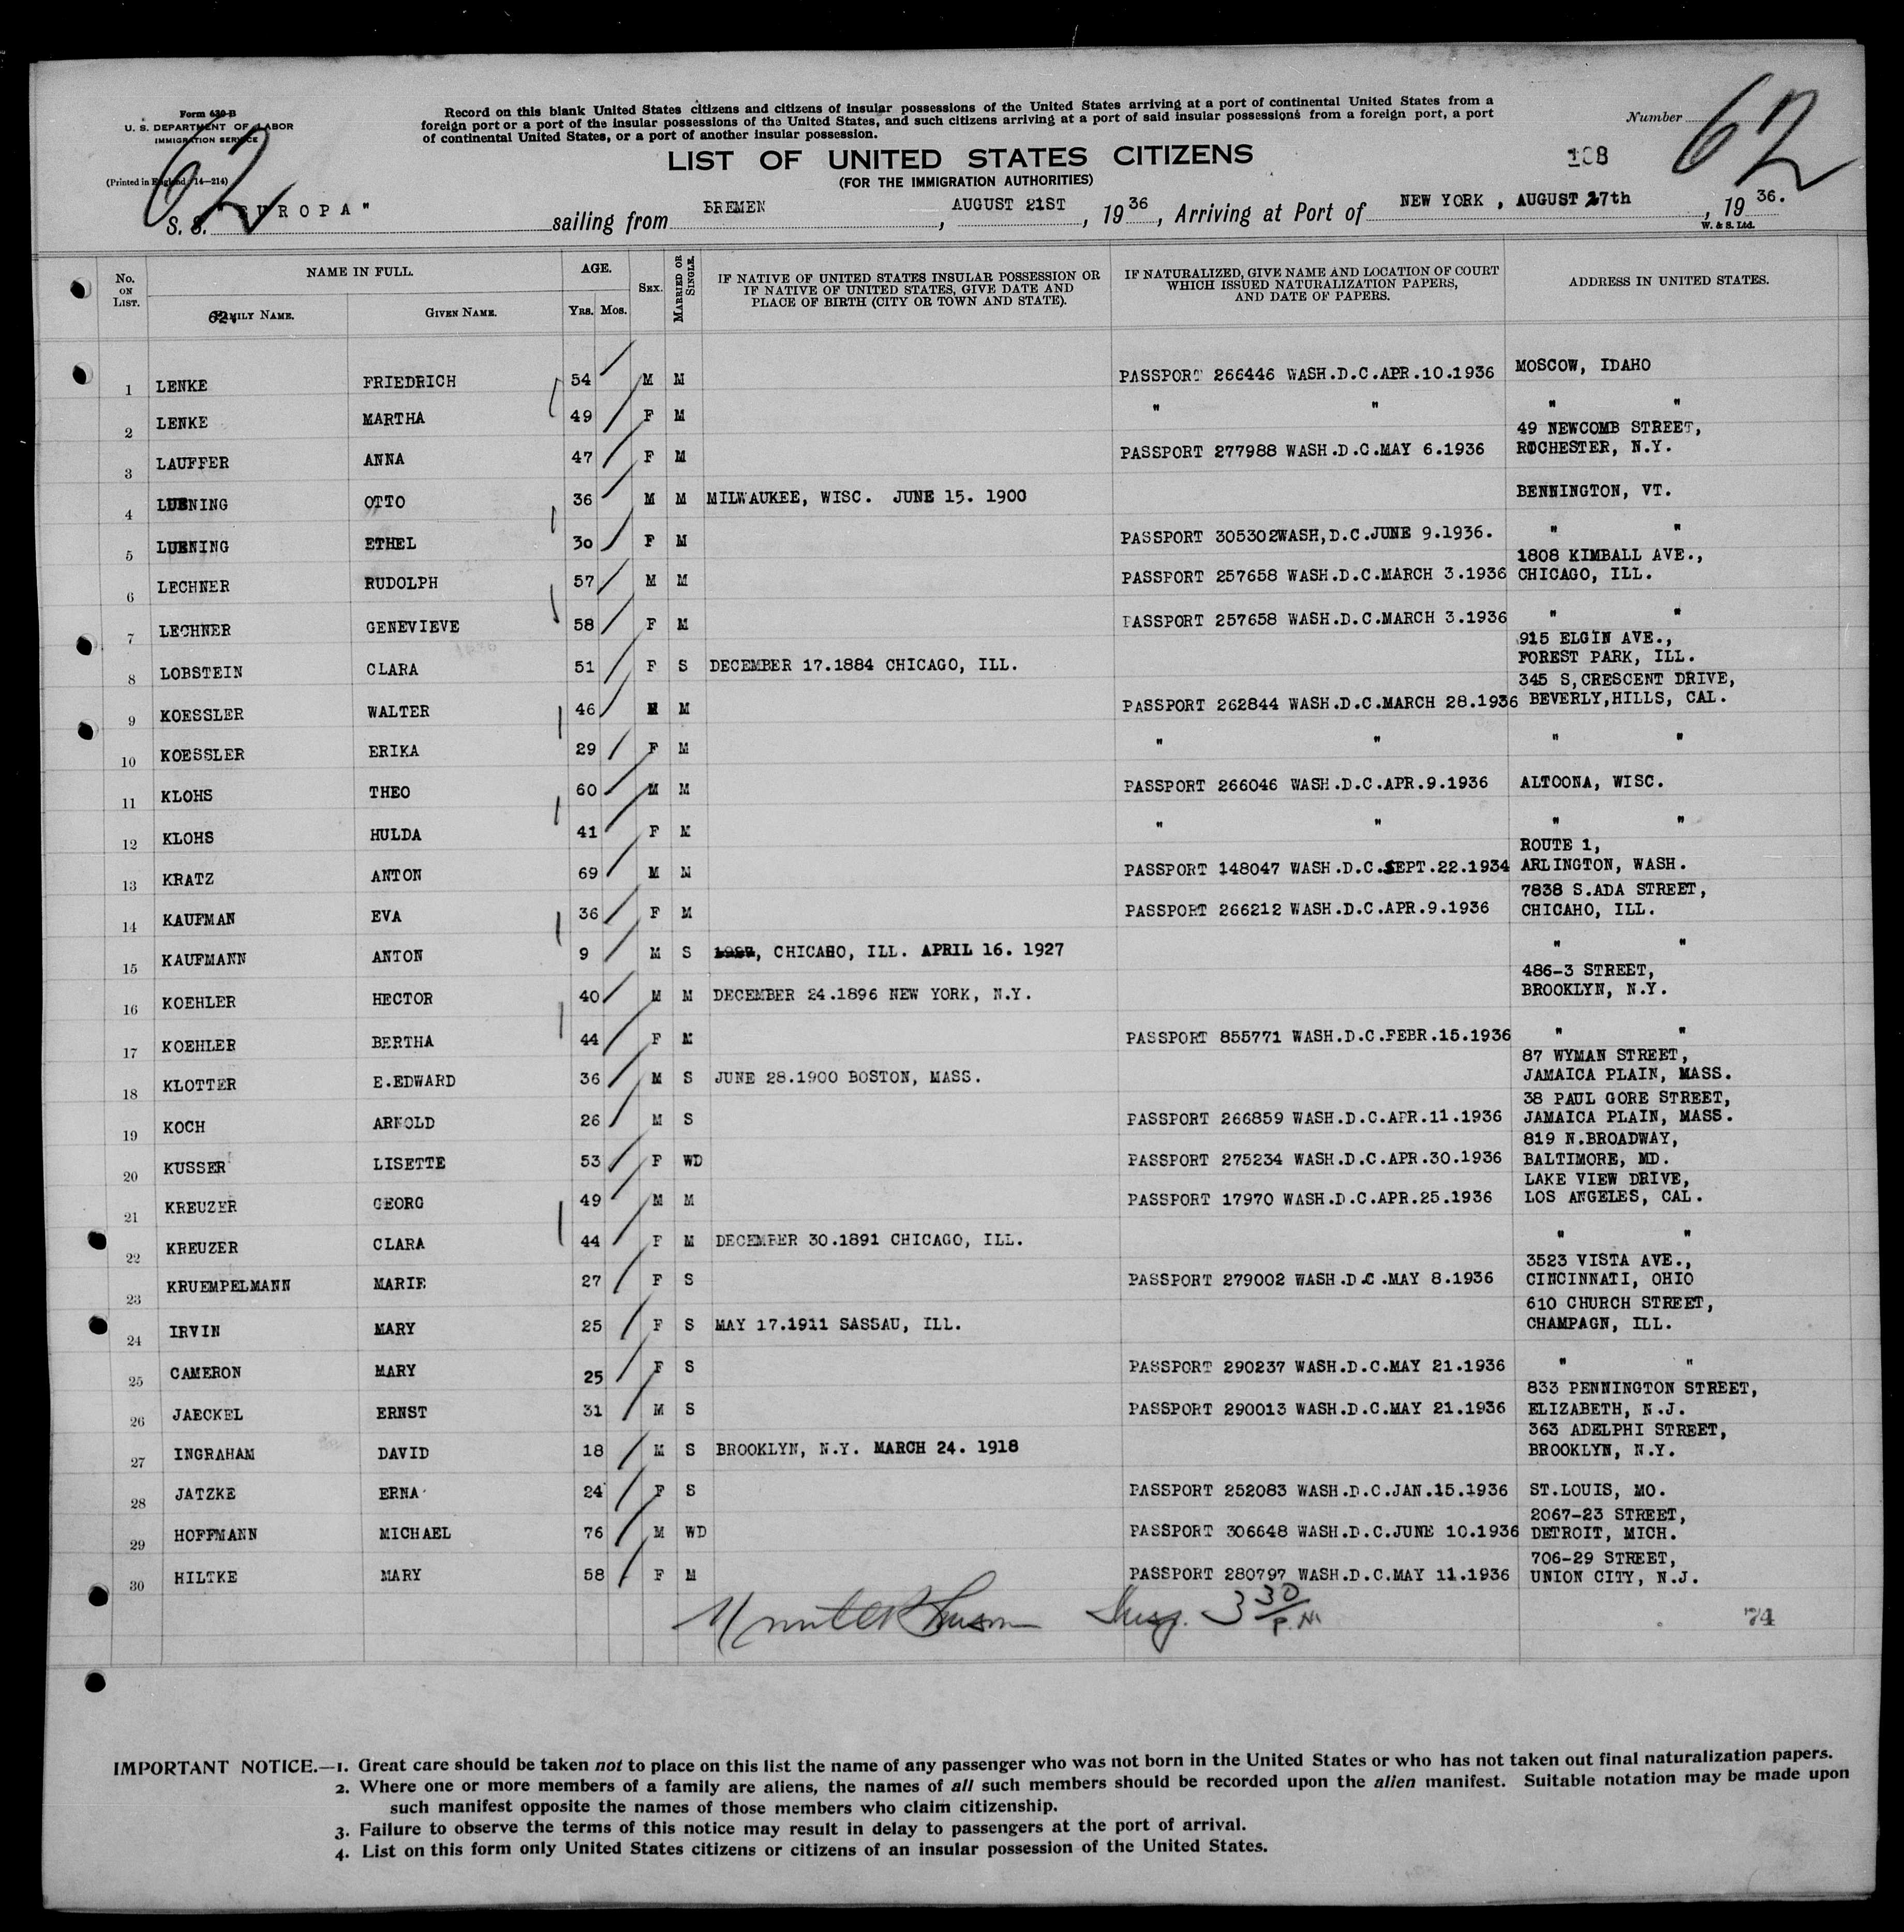 Form 630-B
U. S. DEPARTMENT OF LABOR
IMMIGRATION SERVICE
(Printed in England 14—214)
62
Record on this blank United States citizens and citizens of insular possessions of the United States arriving at a port of continental United States from a
foreign port or a port of the insular possessions of the United States, and such citizens arriving at a port of said insular possessions from a foreign port, a port
of continental United States, or a port of another insular possession.
Number 62
LIST OF UNITED STATES CITIZENS
(FOR THE IMMIGRATION AUTHORITIES)
S. S. "EUROPA" sailing from BREMEN, AUGUST 21ST, 1936, Arriving at Port of NEW YORK, AUGUST 27th, 1936.
W. & S. Ltd.
No. ON LIST. NAME IN FULL. AGE. SEX. MARRIED OR SINGLE. IF NATIVE OF UNITED STATES INSULAR POSSESSION OR IF NATIVE OF UNITED STATES, GIVE DATE AND PLACE OF BIRTH (CITY OR TOWN AND STATE). IF NATURALIZED, GIVE NAME AND LOCATION OF COURT WHICH ISSUED NATURALIZATION PAPERS, AND DATE OF PAPERS. ADDRESS IN UNITED STATES.
FAMILY NAME. GIVEN NAME. YRS. MOS.
62
1 LENKE FRIEDRICH 54 M M PASSPORT 266446 WASH.D.C.APR.10.1936 MOSCOW, IDAHO
2 LENKE MARTHA 49 F M " " " "
3 LAUFFER ANNA 47 F M PASSPORT 277988 WASH.D.C.MAY 6.1936 49 NEWCOMB STREET, ROCHESTER, N.Y.
4 LUENING OTTO 36 M M MILWAUKEE, WISC. JUNE 15. 1900 BENNINGTON, VT.
5 LUENING ETHEL 30 F M PASSPORT 305302WASH,D.C.JUNE 9.1936. " "
6 LECHNER RUDOLPH 57 M M PASSPORT 257658 WASH.D.C.MARCH 3.1936 1808 KIMBALL AVE., CHICAGO, ILL.
7 LECHNER GENEVIEVE 58 F M PASSPORT 257658 WASH.D.C.MARCH 3.1936 " "
8 LOBSTEIN CLARA 51 F S DECEMBER 17.1884 CHICAGO, ILL. 915 ELGIN AVE., FOREST PARK, ILL.
9 KOESSLER WALTER 46 M M PASSPORT 262844 WASH.D.C.MARCH 28.1936 345 S,CRESCENT DRIVE, BEVERLY,HILLS, CAL.
10 KOESSLER ERIKA 29 F M " " " "
11 KLOHS THEO 60 M M PASSPORT 266046 WASH.D.C.APR.9.1936 ALTOONA, WISC.
12 KLOHS HULDA 41 F M " " " "
13 KRATZ ANTON 69 M M PASSPORT 148047 WASH.D.C.SEPT.22.1934 ROUTE 1, ARLINGTON, WASH.
14 KAUFMAN EVA 36 F M PASSPORT 266212 WASH.D.C.APR.9.1936 7838 S.ADA STREET, CHICAHO, ILL.
15 KAUFMANN ANTON 9 M S 1927, CHICAHO, ILL. APRIL 16. 1927 " "
16 KOEHLER HECTOR 40 M M DECEMBER 24.1896 NEW YORK, N.Y. 486-3 STREET, BROOKLYN, N.Y.
17 KOEHLER BERTHA 44 F M PASSPORT 855771 WASH.D.C.FEBR.15.1936 " "
18 KLOTTER E.EDWARD 36 M S JUNE 28.1900 BOSTON, MASS. 87 WYMAN STREET, JAMAICA PLAIN, MASS.
19 KOCH ARNOLD 26 M S PASSPORT 266859 WASH.D.C.APR.11.1936 38 PAUL GORE STREET, JAMAICA PLAIN, MASS.
20 KUSSER LISETTE 53 F WD PASSPORT 275234 WASH.D.C.APR.30.1936 819 N.BROADWAY, BALTIMORE, MD.
21 KREUZER GEORG 49 M M PASSPORT 17970 WASH.D.C.APR.25.1936 LAKE VIEW DRIVE, LOS ANGELES, CAL.
22 KREUZER CLARA 44 F M DECEMBER 30.1891 CHICAGO, ILL. " "
23 KRUEMPELMANN MARIE 27 F S PASSPORT 279002 WASH.D.C.MAY 8.1936 3523 VISTA AVE., CINCINNATI, OHIO
24 IRVIN MARY 25 F S MAY 17.1911 SASSAU, ILL. 610 CHURCH STREET, CHAMPAGN, ILL.
25 CAMERON MARY 25 F S PASSPORT 290237 WASH.D.C.MAY 21.1936 " "
26 JAECKEL ERNST 31 M S PASSPORT 290013 WASH.D.C.MAY 21.1936 833 PENNINGTON STREET, ELIZABETH, N.J.
27 INGRAHAM DAVID 18 M S BROOKLYN, N.Y. MARCH 24. 1918 363 ADELPHI STREET, BROOKLYN, N.Y.
28 JATZKE ERNA 24 F S PASSPORT 252083 WASH.D.C.JAN.15.1936 ST.LOUIS, MO.
29 HOFFMANN MICHAEL 76 M WD PASSPORT 306648 WASH.D.C.JUNE 10.1936 2067-23 STREET, DETROIT, MICH.
30 HILTKE MARY 58 F M PASSPORT 280797 WASH.D.C.MAY 11.1936 706-29 STREET, UNION CITY, N.J.
3 30 P.M
74
IMPORTANT NOTICE.—1. Great care should be taken not to place on this list the name of any passenger who was not born in the United States or who has not taken out final naturalization papers.
2. Where one or more members of a family are aliens, the names of all such members should be recorded upon the alien manifest. Suitable notation may be made upon
such manifest opposite the names of those members who claim citizenship.
3. Failure to observe the terms of this notice may result in delay to passengers at the port of arrival.
4. List on this form only United States citizens or citizens of an insular possession of the United States.